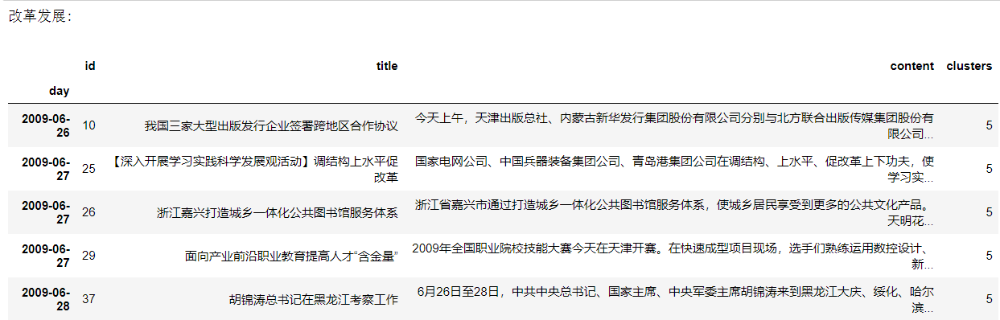 改革发展：
id title content clusters
day
2009-06-26 10 我国三家大型出版发行企业签署跨地区合作协议 今天上午，天津出版总社、内蒙古新华发行集团股份有限公司分别与北方联合出版传媒集团股份有限公司...  5
2009-06-27 25 【深入开展学习实践科学发展观活动】调结构上水平促改革 国家电网公司、中国兵器装备集团公司、青岛港集团公司在调结构、上水平、促改革上下功夫，使学习实... 5
2009-06-27 26 浙江嘉兴打造城乡一体化公共图书馆服务体系 浙江省嘉兴市通过打造城乡一体化公共图书馆服务体系，使城乡居民享受到更多的公共文化产品。天明花... 5
2009-06-27 29 面向产业前沿职业教育提高人才“含金量” 2009年全国职业院校技能大赛今天在天津开赛。在快速成型项目现场，选手们熟练运用数控设计、新... 5
2009-06-28 37 胡锦涛总书记在黑龙江考察工作 6月26日至28日，中共中央总书记、国家主席、中央军委主席胡锦涛来到黑龙江大庆、绥化、哈尔滨... 5